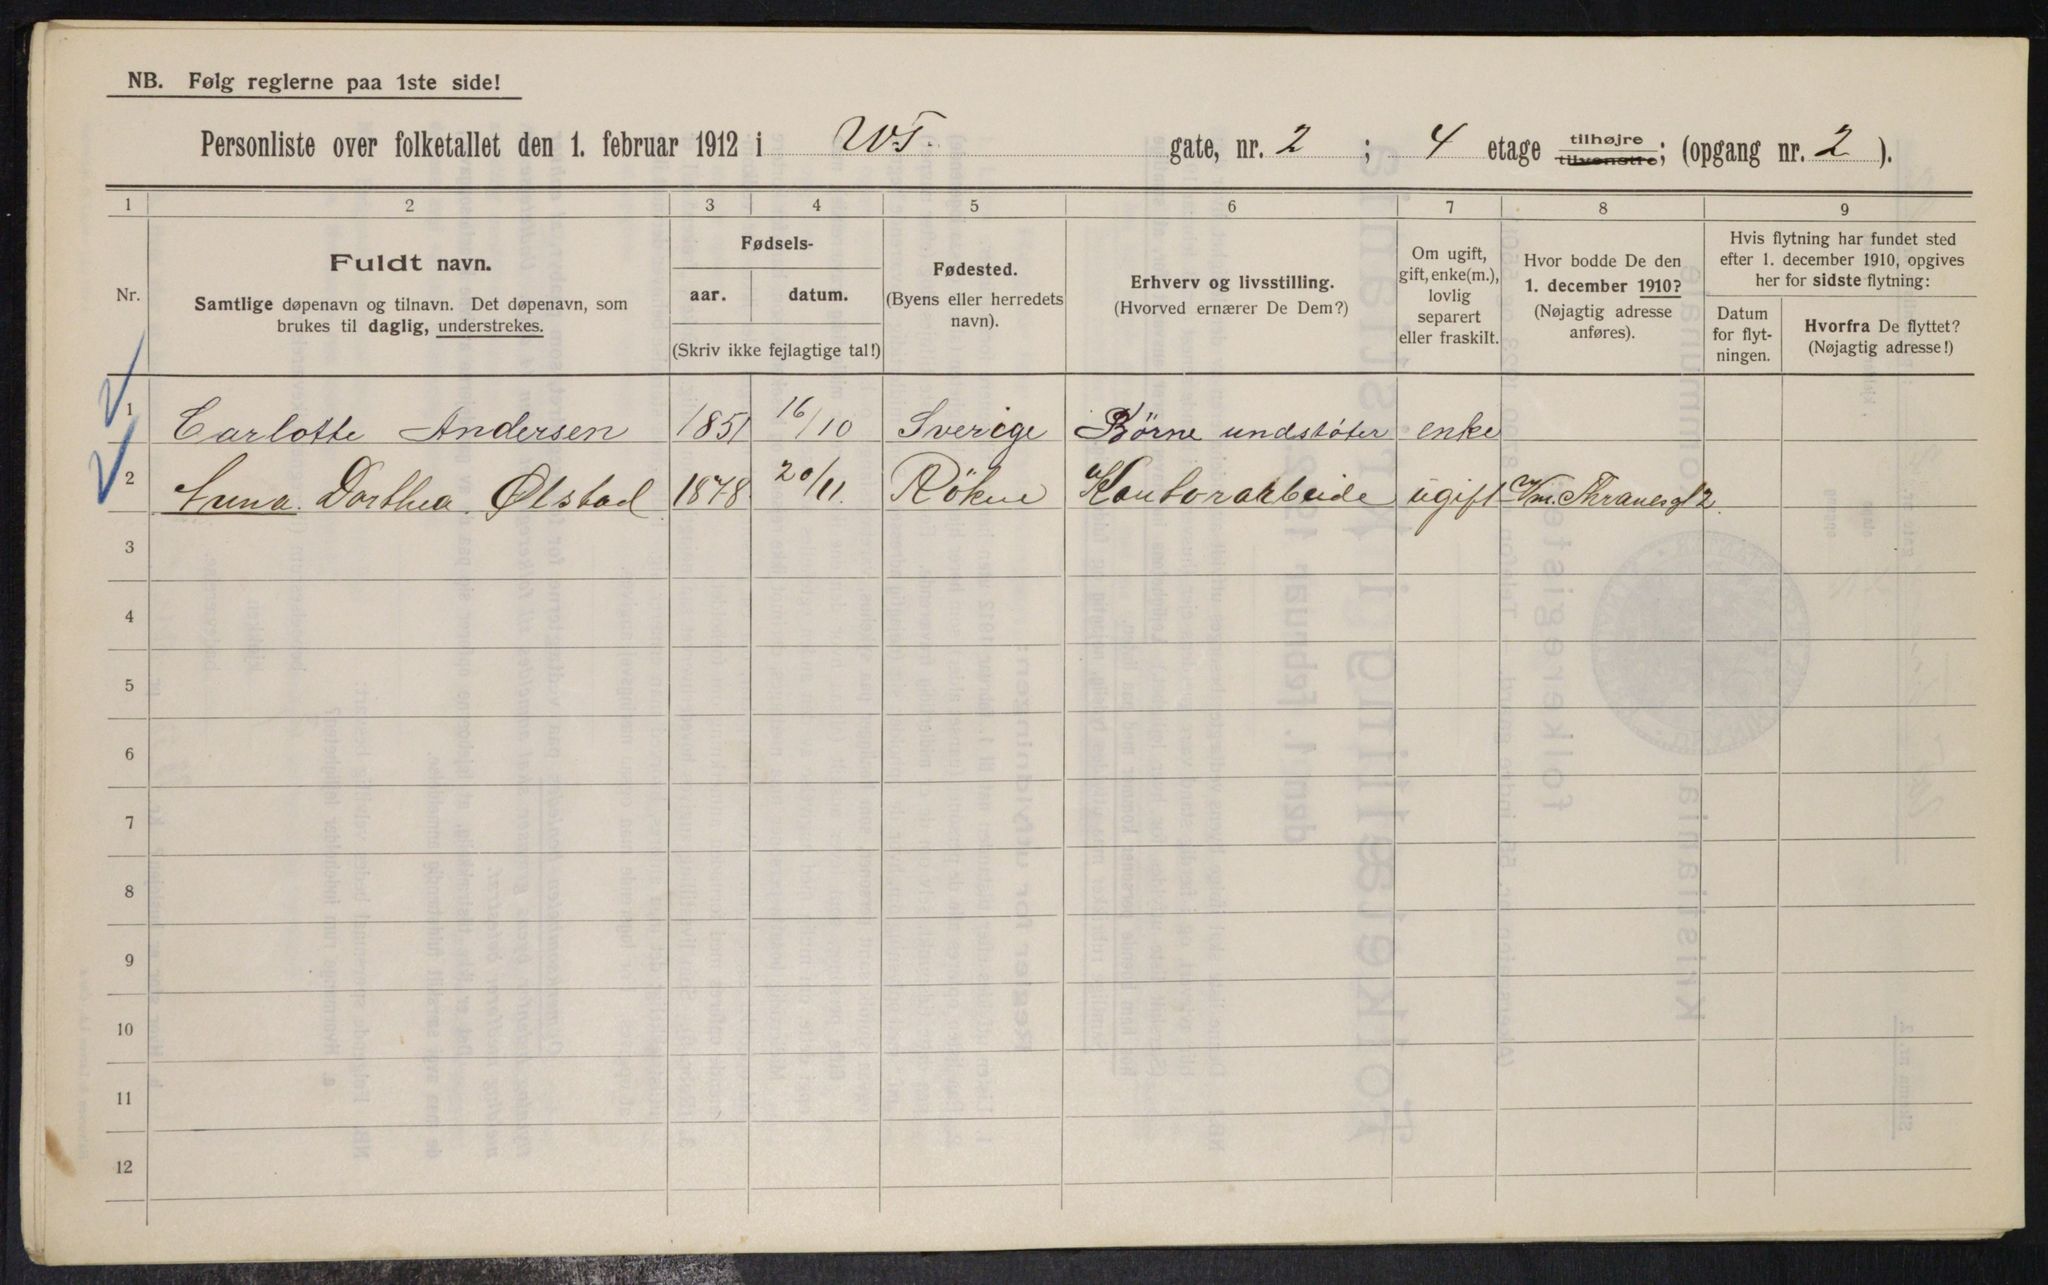 NB. Følg reglerne paa 1ste side!
Personliste over folketallet den 1. februar 1912 i WT. gate, nr. 2 ; 4 etage tilhøjre tilvenstre; (opgang nr. 2 ).
1 2 3 4 5 6 7 8 9
Nr.
Fuldt navn.
Samtlige døpenavn og tilnavn. Det døpenavn, som
brukes til daglig, understrekes.
Fødsels-
aar. datum.
(Skriv ikke fejlagtige tal!)
Fødested.
(Byens eller herredets
navn).
Erhverv og livsstilling.
(Hvorved ernærer De Dem?)
Om ugift,
gift, enke(m.),
lovlig
separert
eller fraskilt.
Hvor bodde De den
1. december 1910?
(Nøjagtig adresse
anføres).
Hvis flytning har fundet sted
efter 1. december 1910, opgives
her for sidste flytning:
Datum
for flyt-
ningen.
Hvorfra De flyttet?
(Nøjagtig adresse!)
1 Carlotte Andersen 1851 16/10 Sverige Börne undstöter enke
2 Anna Dorthea Ølstad 1878 20/11. Röken Kontorarbeide ugift Vm. Thranesgt 2.
3
4
5
6
7
8
9
10
11
12